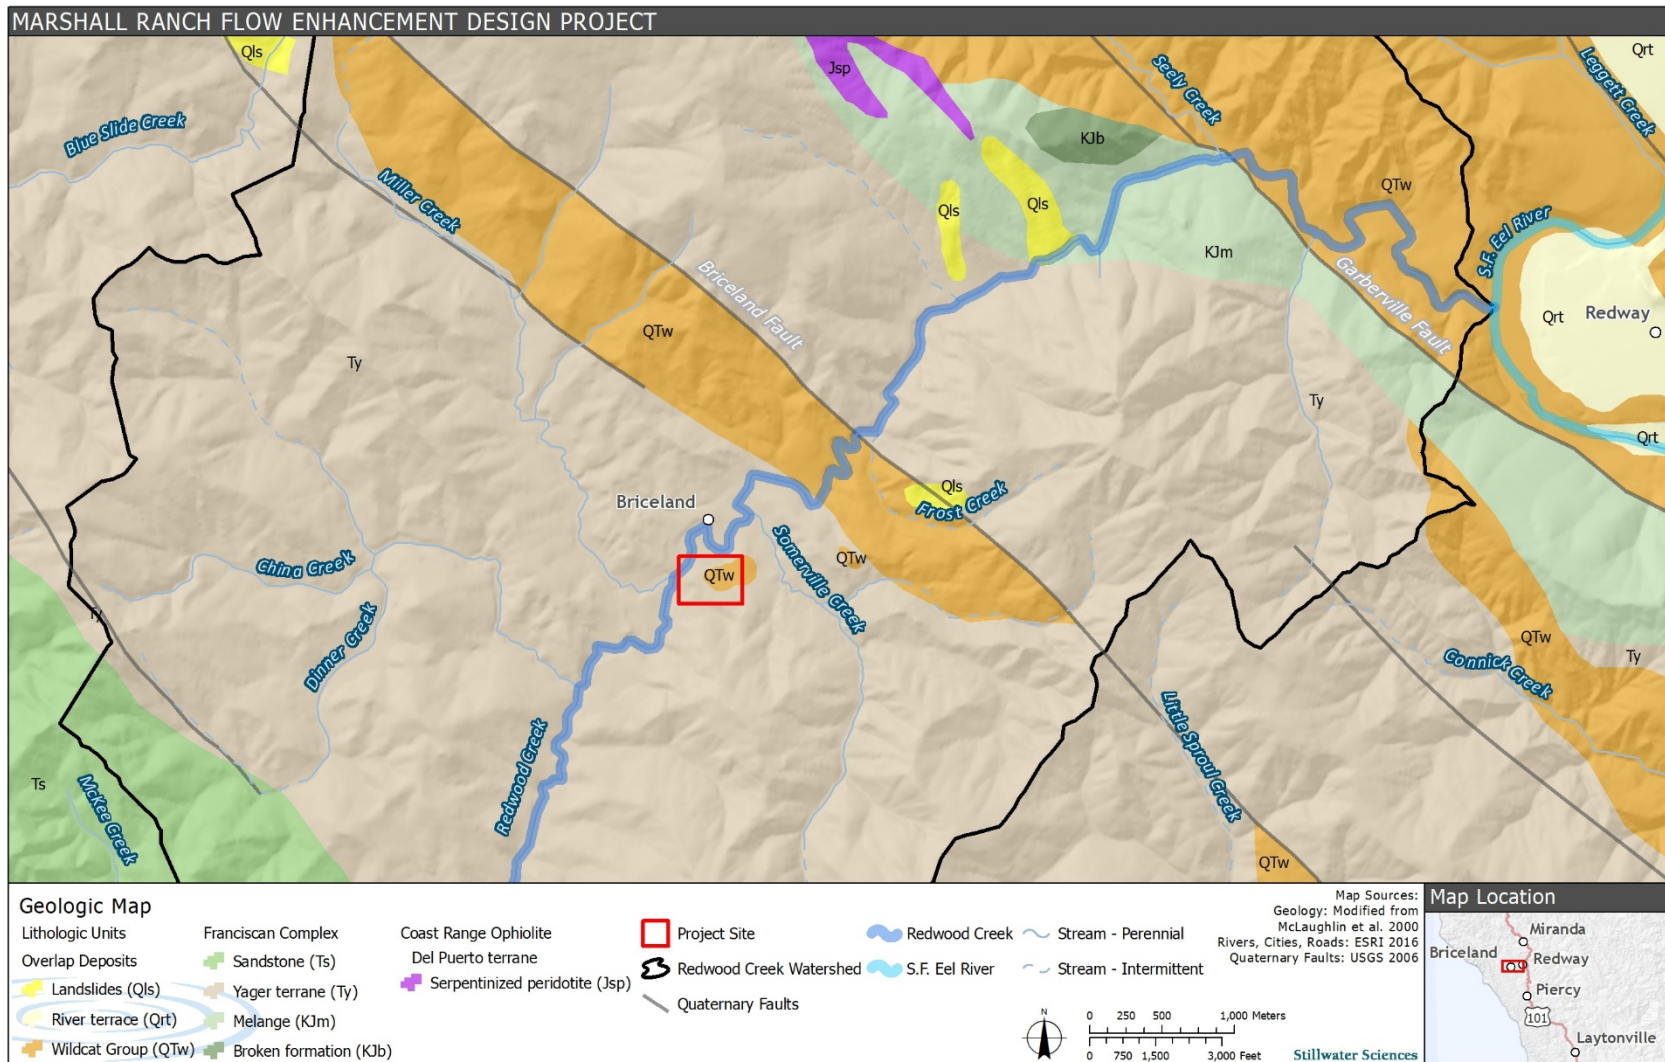 MARSHALL RANCH FLOW ENHANCEMENT DESIGN PROJECT
Qls
Jsp
Qrt
Seely Creek
Leggett Creek
Blue Slide Creek
KJb
Miller Creek
QTw
Qls
Qls
S.F. Eel River
KJm
Briceland Fault
Garberville Fault
Qrt
Redway
QTw
Ty
Ty
Qrt
Qls
Briceland
Frost Creek
Somerville Creek
QTw
China Creek
QTw
Ty
Dinner Creek
QTw
Ty
Connick Creek
Little Sproul Creek
Redwood Creek
Ts
McKee Creek
QTw
Geologic Map
Lithologic Units
Overlap Deposits
Landslides (Qls)
River terrace (Qrt)
Wildcat Group (QTw)
Franciscan Complex
Sandstone (Ts)
Yager terrane (Ty)
Melange (KJm)
Broken formation (KJb)
Coast Range Ophiolite
Del Puerto terrane
Serpentinized peridotite (Jsp)
Project Site
Redwood Creek Watershed
Quaternary Faults
Redwood Creek
S.F. Eel River
Stream - Perennial
Stream - Intermittent
N
0 250 500 1,000 Meters
0 750 1,500 3,000 Feet
Map Sources:
Geology: Modified from
McLaughlin et al. 2000
Rivers, Cities, Roads: ESRI 2016
Quaternary Faults: USGS 2006
Stillwater Sciences
Map Location
Miranda
Briceland
Redway
Piercy
101
Laytonville